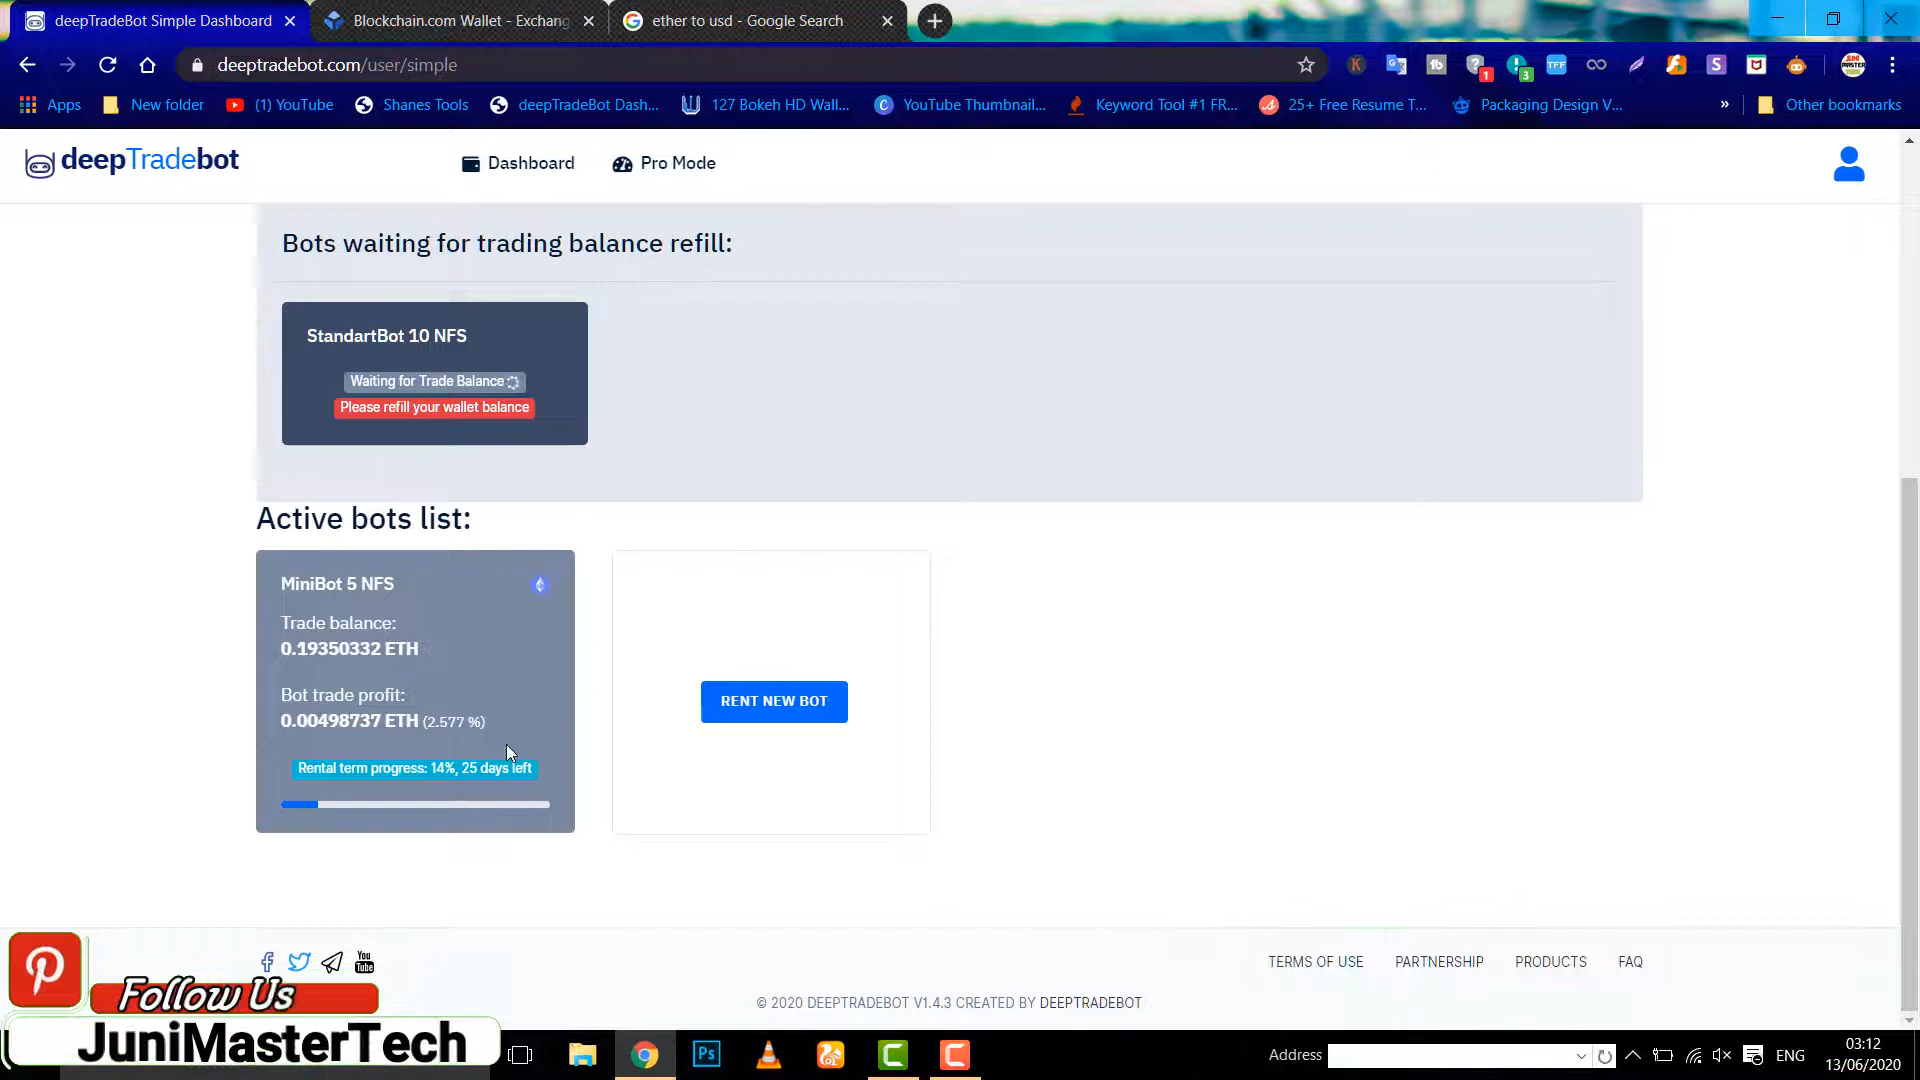 deepTradeBot Simple Dashboard
Blockchain.com Wallet - Exchang
ether to usd - Google Search
deeptradebot.com/user/simple
Apps
New folder
(1) YouTube
Shanes Tools
deepTradeBot Dash...
127 Bokeh HD Wall...
YouTube Thumbnail...
Keyword Tool #1 FR...
25+ Free Resume T...
Packaging Design V...
»
Other bookmarks
deepTradebot
Dashboard
Pro Mode
Bots waiting for trading balance refill:
StandartBot 10 NFS
Waiting for Trade Balance
Please refill your wallet balance
Active bots list:
MiniBot 5 NFS
Trade balance:
0.19350332 ETH
Bot trade profit:
0.00498737 ETH (2.577 %)
Rental term progress: 14%, 25 days left
RENT NEW BOT
You Tube
TERMS OF USE
PARTNERSHIP
PRODUCTS
FAQ
© 2020 DEEPTRADEBOT V1.4.3 CREATED BY DEEPTRADEBOT
Follow Us
JuniMasterTech
Ps
Address
ENG
03:12
13/06/2020